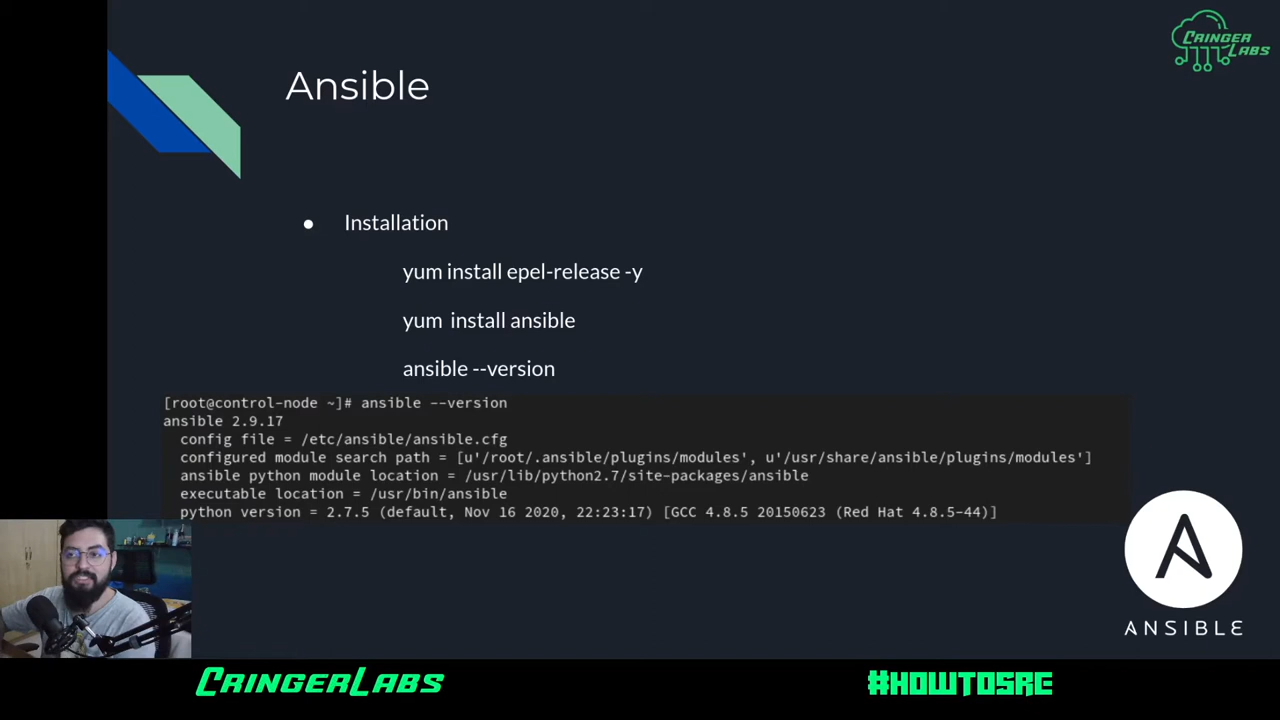 CRINGER
LABS
Ansible
● Installation
yum install epel-release -y
yum install ansible
ansible --version
[root@control-node ~]# ansible --version
ansible 2.9.17
config file = /etc/ansible/ansible.cfg
configured module search path = [u'/root/.ansible/plugins/modules', u'/usr/share/ansible/plugins/modules']
ansible python module location = /usr/lib/python2.7/site-packages/ansible
executable location = /usr/bin/ansible
python version = 2.7.5 (default, Nov 16 2020, 22:23:17) [GCC 4.8.5 20150623 (Red Hat 4.8.5-44)]
ANSIBLE
CRINGERLABS
#HOWTOSRE